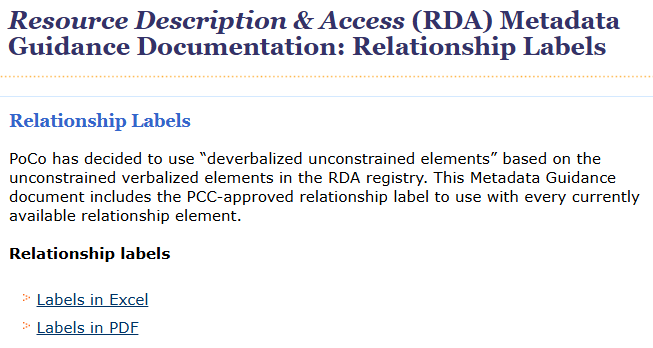 Resource Description & Access (RDA) Metadata
Guidance Documentation: Relationship Labels
Relationship Labels
PoCo has decided to use “deverbalized unconstrained elements” based on the
unconstrained verbalized elements in the RDA registry. This Metadata Guidance
document includes the PCC-approved relationship label to use with every currently
available relationship element.
Relationship labels
Labels in Excel
Labels in PDF